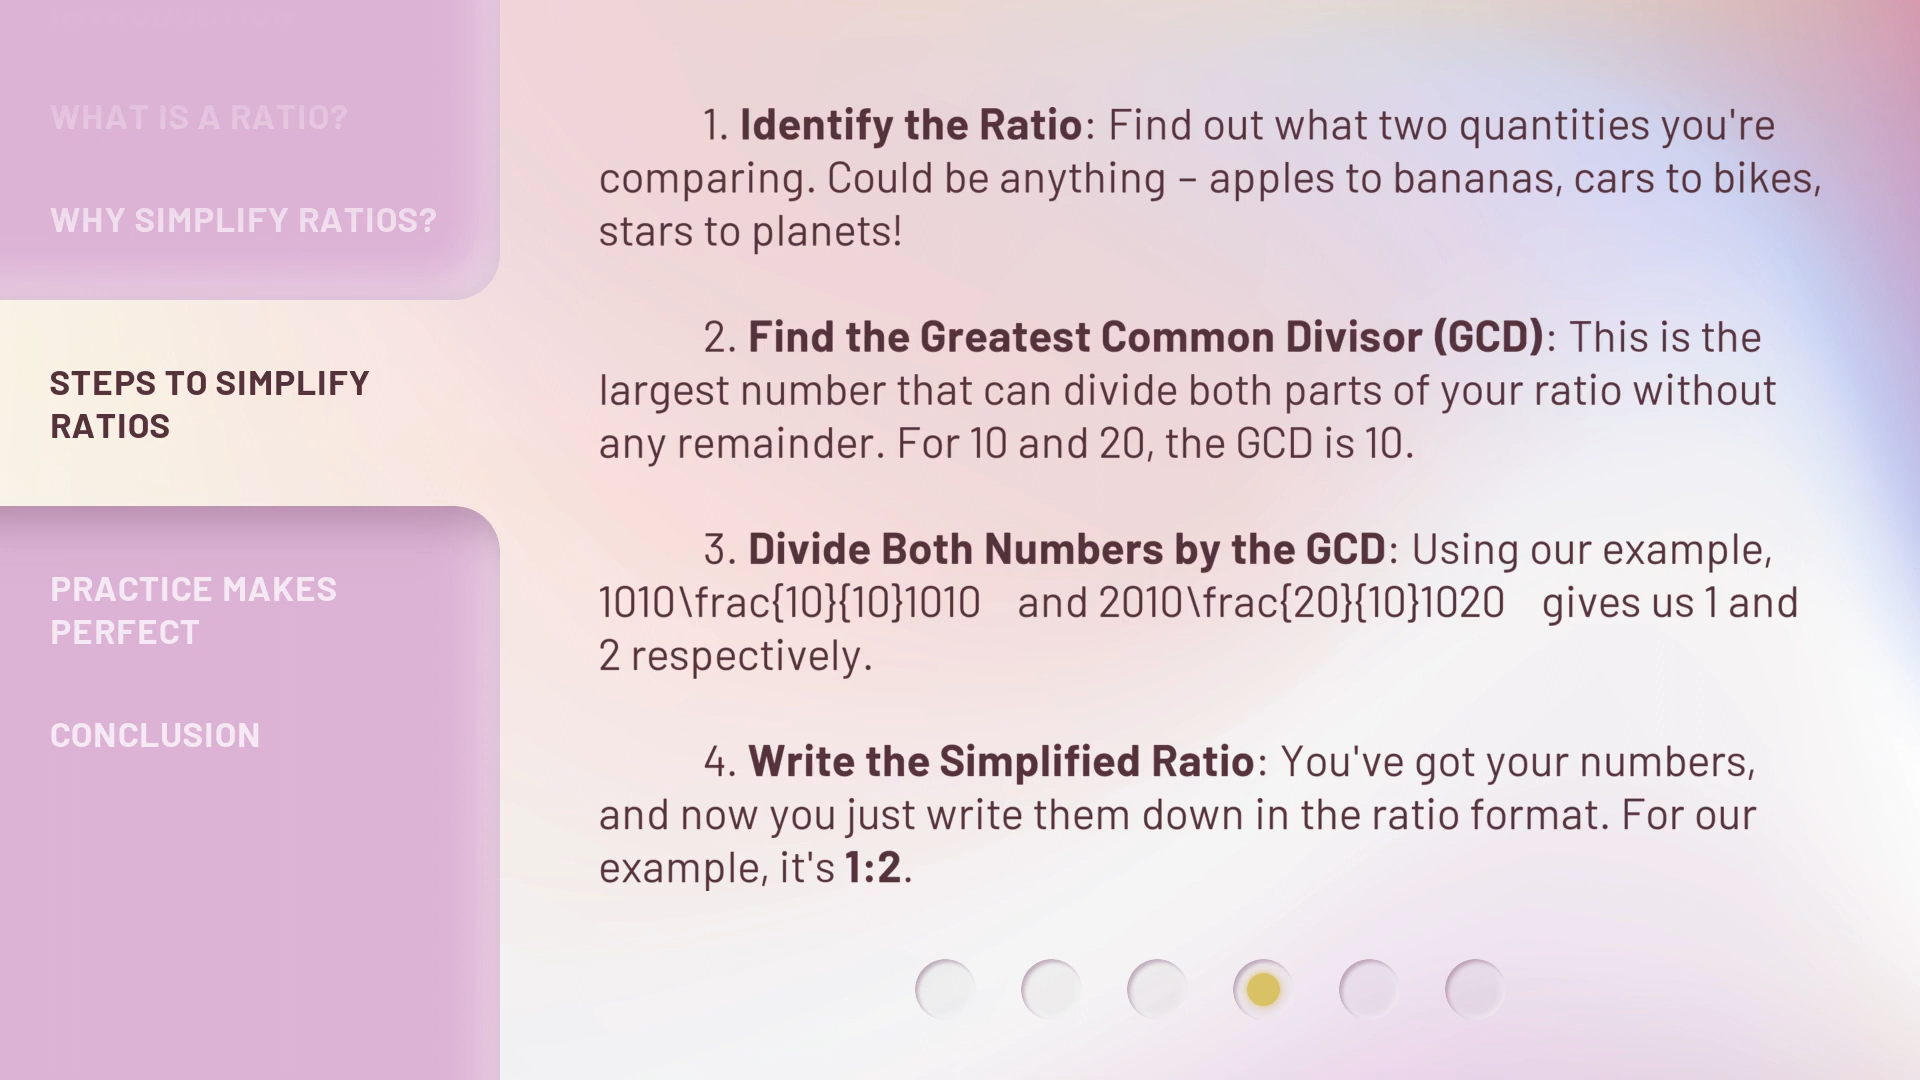 WHAT IS A RATIO?
WHY SIMPLIFY RATIOS?
STEPS TO SIMPLIFY
RATIOS
PRACTICE MAKES
PERFECT
CONCLUSION
1. Identify the Ratio: Find out what two quantities you're
comparing. Could be anything – apples to bananas, cars to bikes,
stars to planets!
2. Find the Greatest Common Divisor (GCD): This is the
largest number that can divide both parts of your ratio without
any remainder. For 10 and 20, the GCD is 10.
3. Divide Both Numbers by the GCD: Using our example,
1010\frac{10}{10}1010 and 2010\frac{20}{10}1020 gives us 1 and
2 respectively.
4. Write the Simplified Ratio: You've got your numbers,
and now you just write them down in the ratio format. For our
example, it's 1:2.